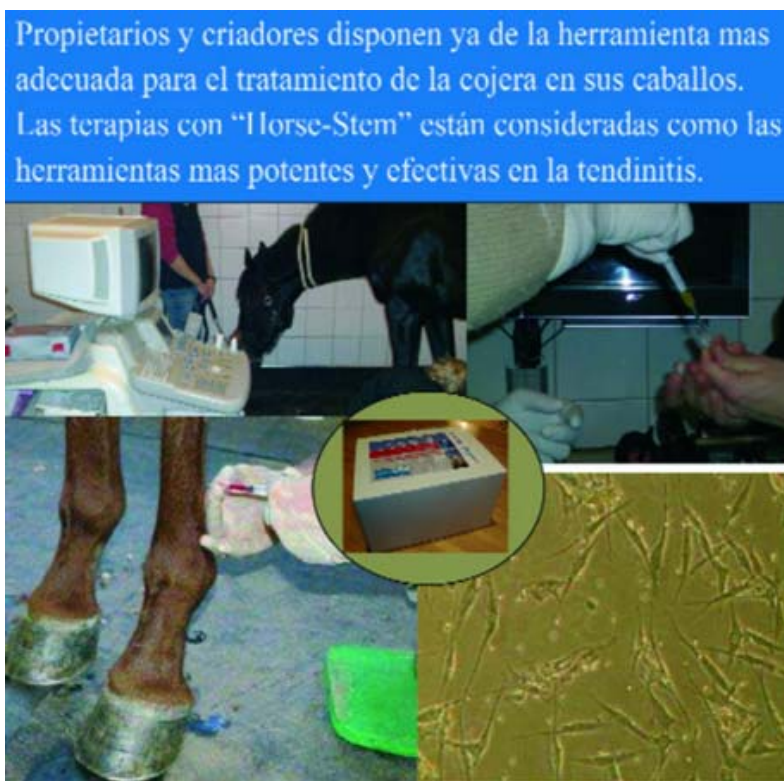 Propietarios y criadores disponen ya de la herramienta mas
adecuada para el tratamiento de la cojera en sus caballos.
Las terapias con “Horse-Stem” están consideradas como las
herramientas mas potentes y efectivas en la tendinitis.